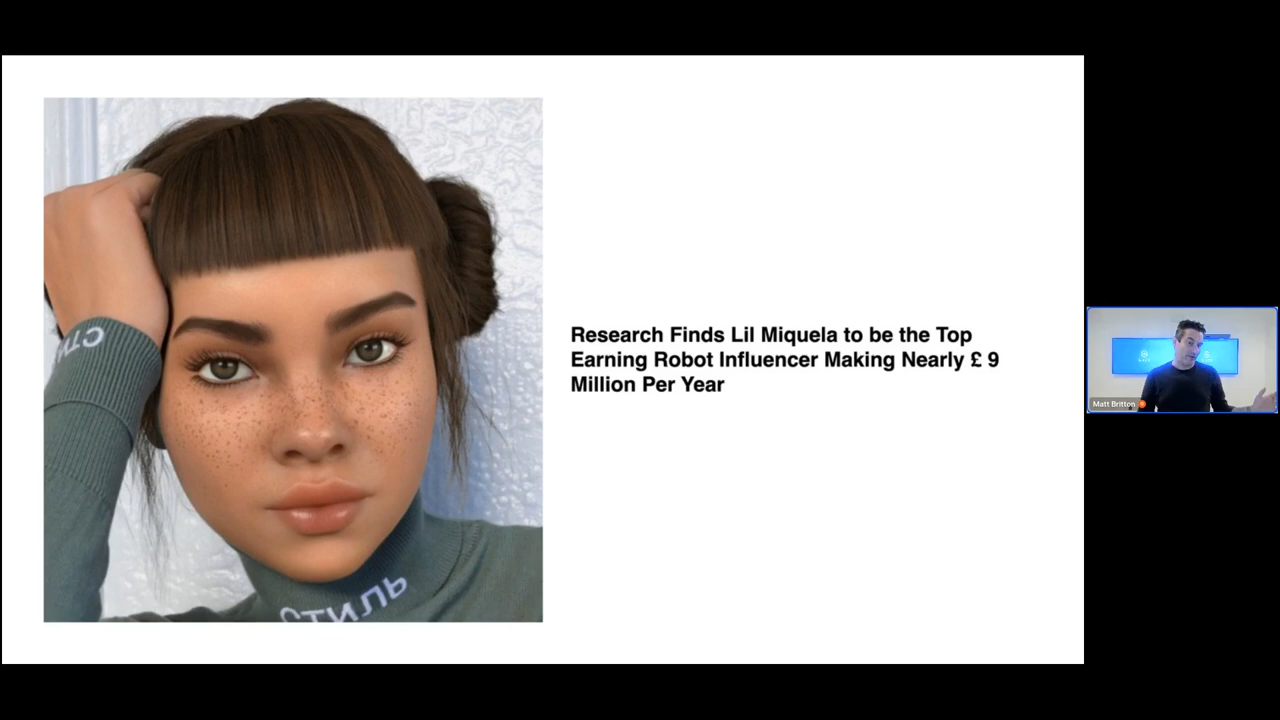 Research Finds Lil Miquela to be the Top
Earning Robot Influencer Making Nearly £ 9
Million Per Year
СТИЛЬ
Matt Britton